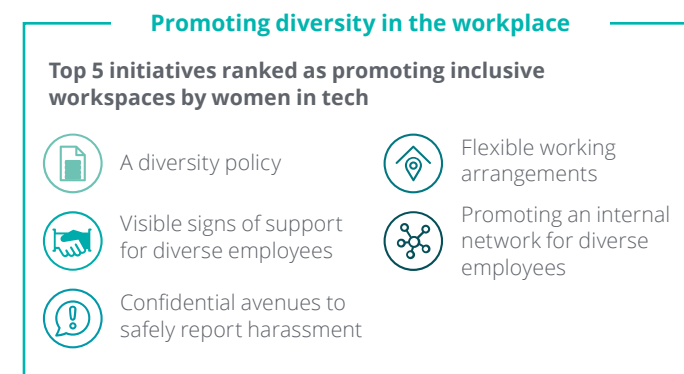 Promoting diversity in the workplace
Top 5 initiatives ranked as promoting inclusive
workspaces by women in tech
A diversity policy
Visible signs of support
for diverse employees
Confidential avenues to
safely report harassment
Flexible working
arrangements
Promoting an internal
network for diverse
employees